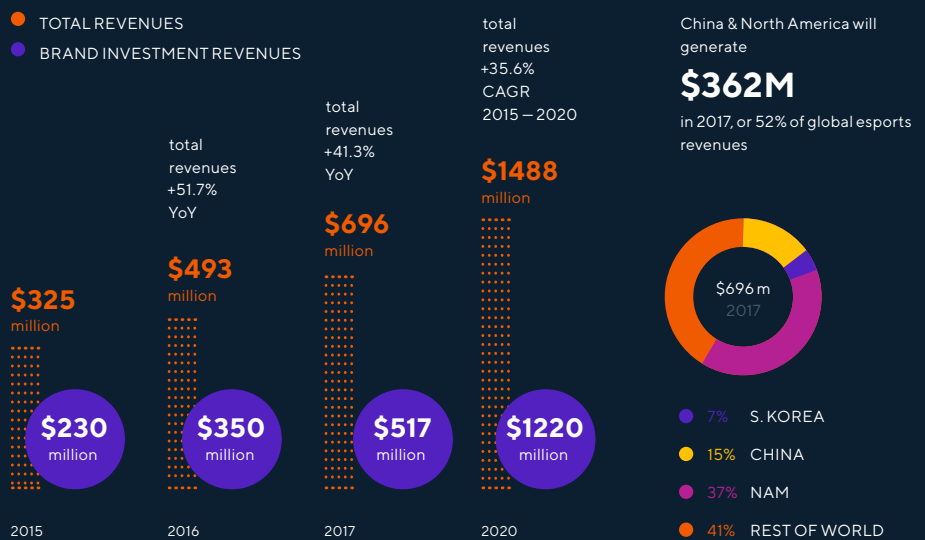 TOTAL REVENUES
BRAND INVESTMENT REVENUES
$325
million
$230
million
2015
total
revenues
+51.7%
YoY
$493
million
$350
million
2016
total
revenues
+41.3%
YoY
$696
million
$517
million
2017
total
revenues
+35.6%
CAGR
2015 – 2020
$1488
million
$1220
million
2020
China & North America will
generate
$362M
in 2017, or 52% of global esports
revenues
$696 m
2017
7% S. KOREA
15% CHINA
37% NAM
41% REST OF WORLD